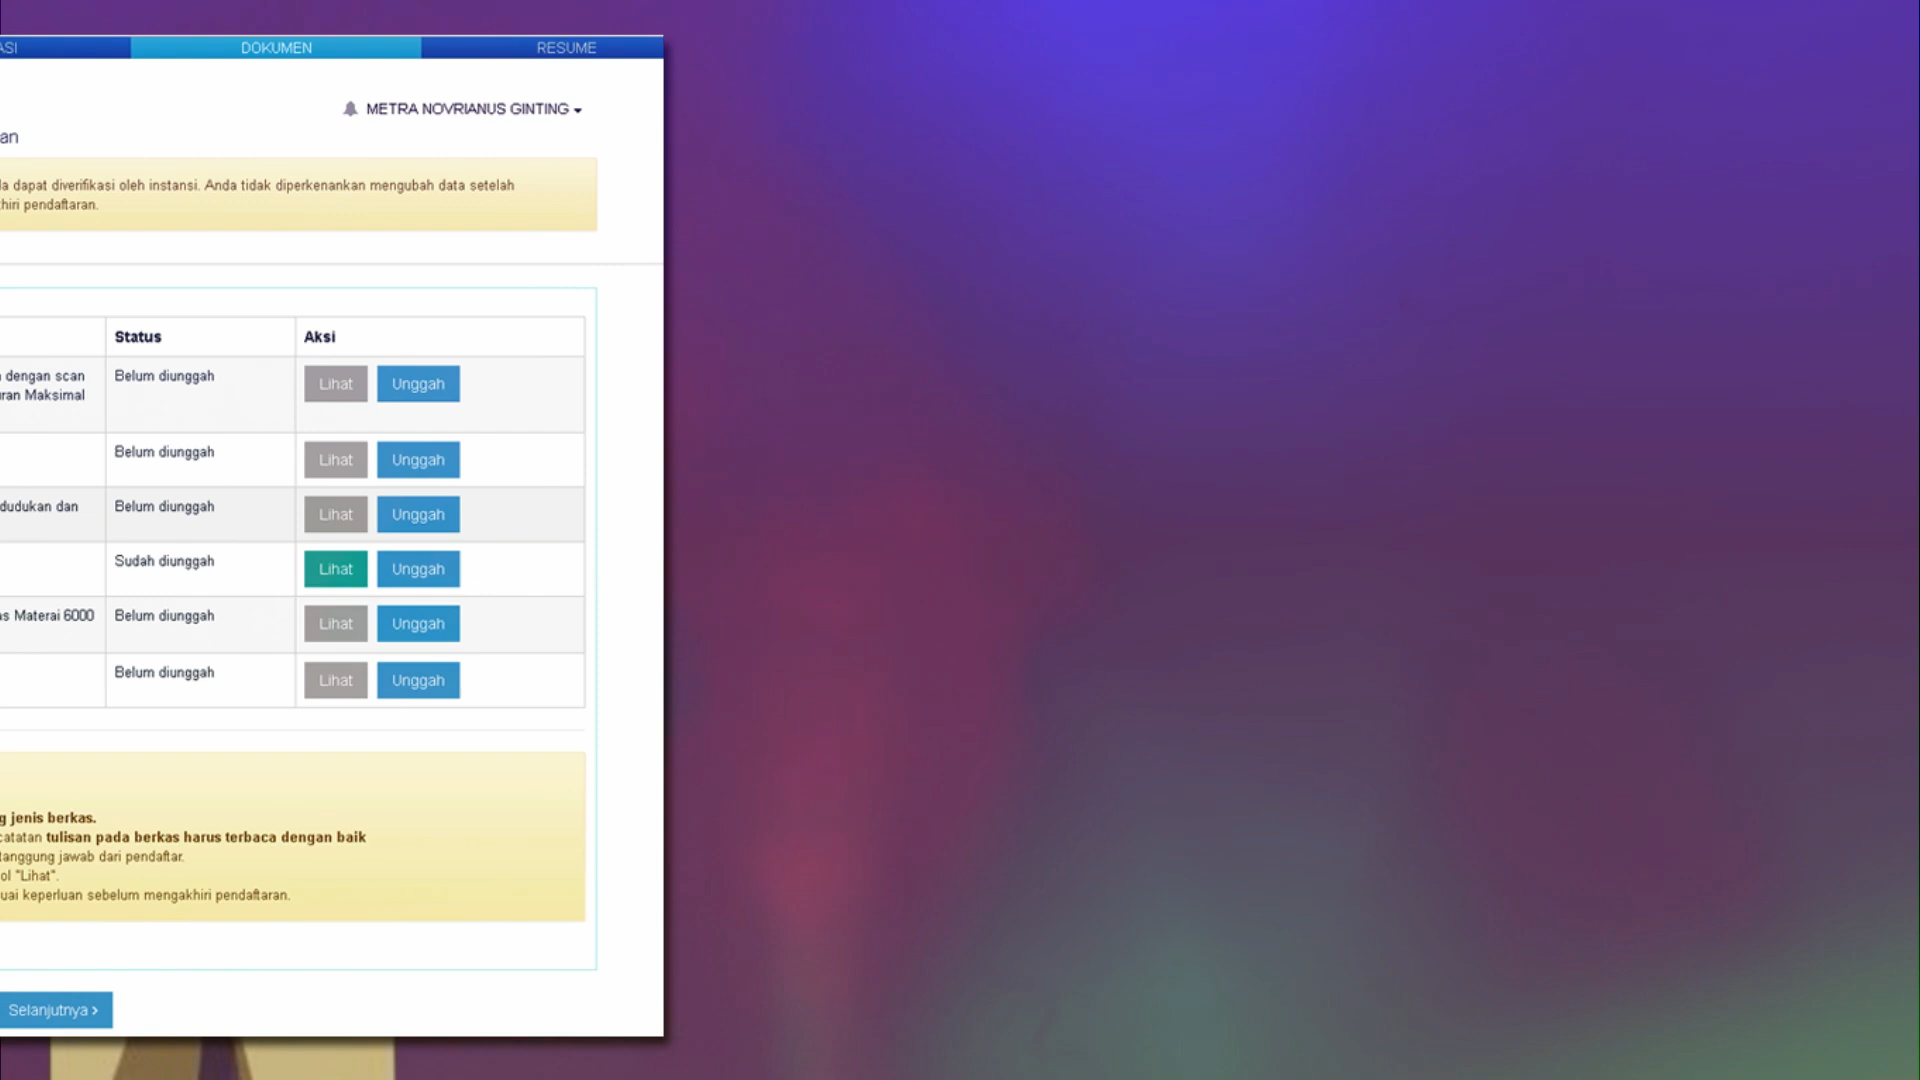 ASI DOKUMEN RESUME
METRA NOVRIANUS GINTING
an
a dapat diverifikasi oleh instansi. Anda tidak diperkenankan mengubah data setelah
hiri pendaftaran.
Status Aksi
dengan scan Belum diunggah Lihat Unggah
ran Maksimal
Belum diunggah Lihat Unggah
dudukan dan Belum diunggah Lihat Unggah
Sudah diunggah Lihat Unggah
as Materai 6000 Belum diunggah Lihat Unggah
Belum diunggah Lihat Unggah
g jenis berkas.
catatan tulisan pada berkas harus terbaca dengan baik
tanggung jawab dari pendaftar.
ol "Lihat".
uai keperluan sebelum mengakhiri pendaftaran.
Selanjutnya >